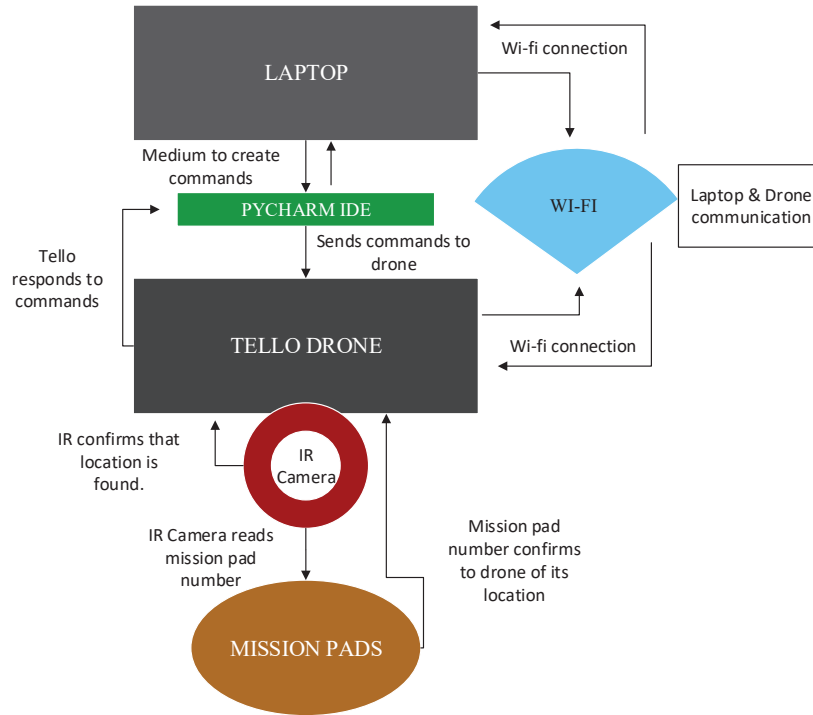 Wi-fi connection
LAPTOP
Medium to create
commands
WI-FI
Laptop & Drone
communication
PYCHARM IDE
Sends commands to
drone
Tello
responds to
commands
TELLO DRONE
Wi-fi connection
IR confirms that
location is
found.
IR
Camera
IR Camera reads
mission pad
number
Mission pad
number confirms
to drone of its
location
MISSION PADS